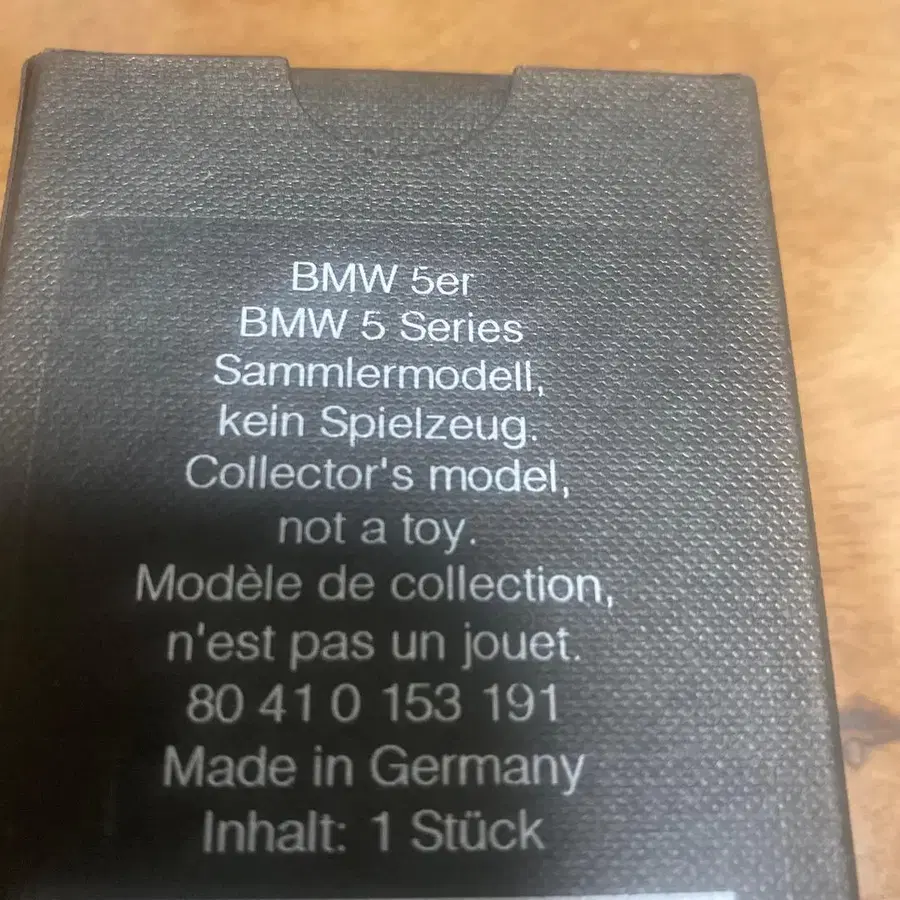 BMW 5er
BMW 5 Series
Sammlermodell,
kein Spielzeug.
Collector's model,
not a toy.
Modèle de collection,
n'est pas un jouet.
80 41 0 153 191
Made in Germany
Inhalt: 1 Stück